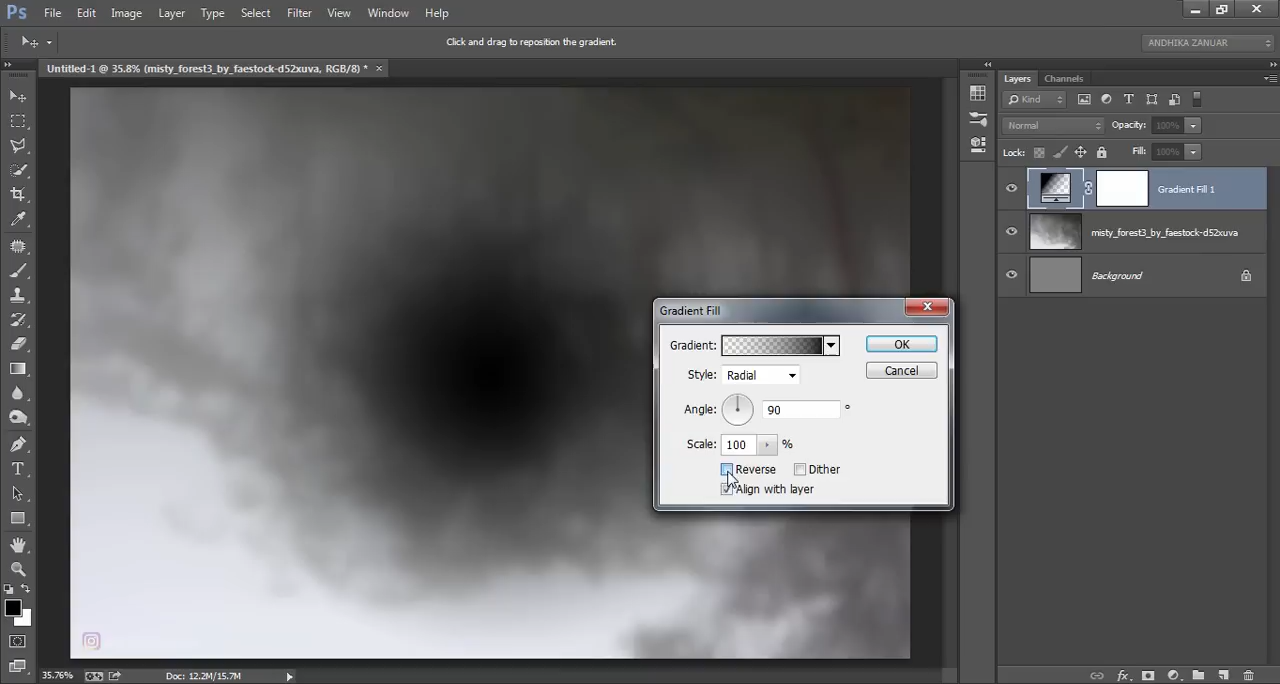 Ps File Edit Image Layer Type Select Filter View Window Help
Click and drag to reposition the gradient.
ANDHIKA ZANUAR
Untitled-1 @ 35.8% (misty_forest3_by_faestock-d52xuva, RGB/8) * ×
Layers Channels
Kind
Normal Opacity: 100%
Lock: Fill: 100%
Gradient Fill 1
misty_forest3_by_faestock-d52xuva
Background
Gradient Fill
Gradient: OK
Style: Radial Cancel
Angle: 90 °
Scale: 100 %
Reverse Dither
Align with layer
35.76% Doc: 12.2M/15.7M